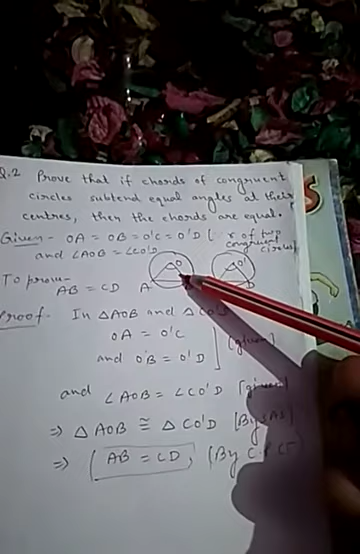 Q.2 Prove that if chords of congruent
circles subtend equal angles at their
centres, then the chords are equal.
Given - OA = OB = O'C = O'D [∵ r of two
congruent
circles]
and ∠AOB = ∠CO'D
O O'
To prove-
AB = CD A D
Proof- In △AOB and △CO'D
OA = O'C
and OB = O'D [given]
and ∠AOB = ∠CO'D [given]
⇒ △AOB ≅ △CO'D [By SAS]
⇒ AB = CD, [By C.P.C.T
S